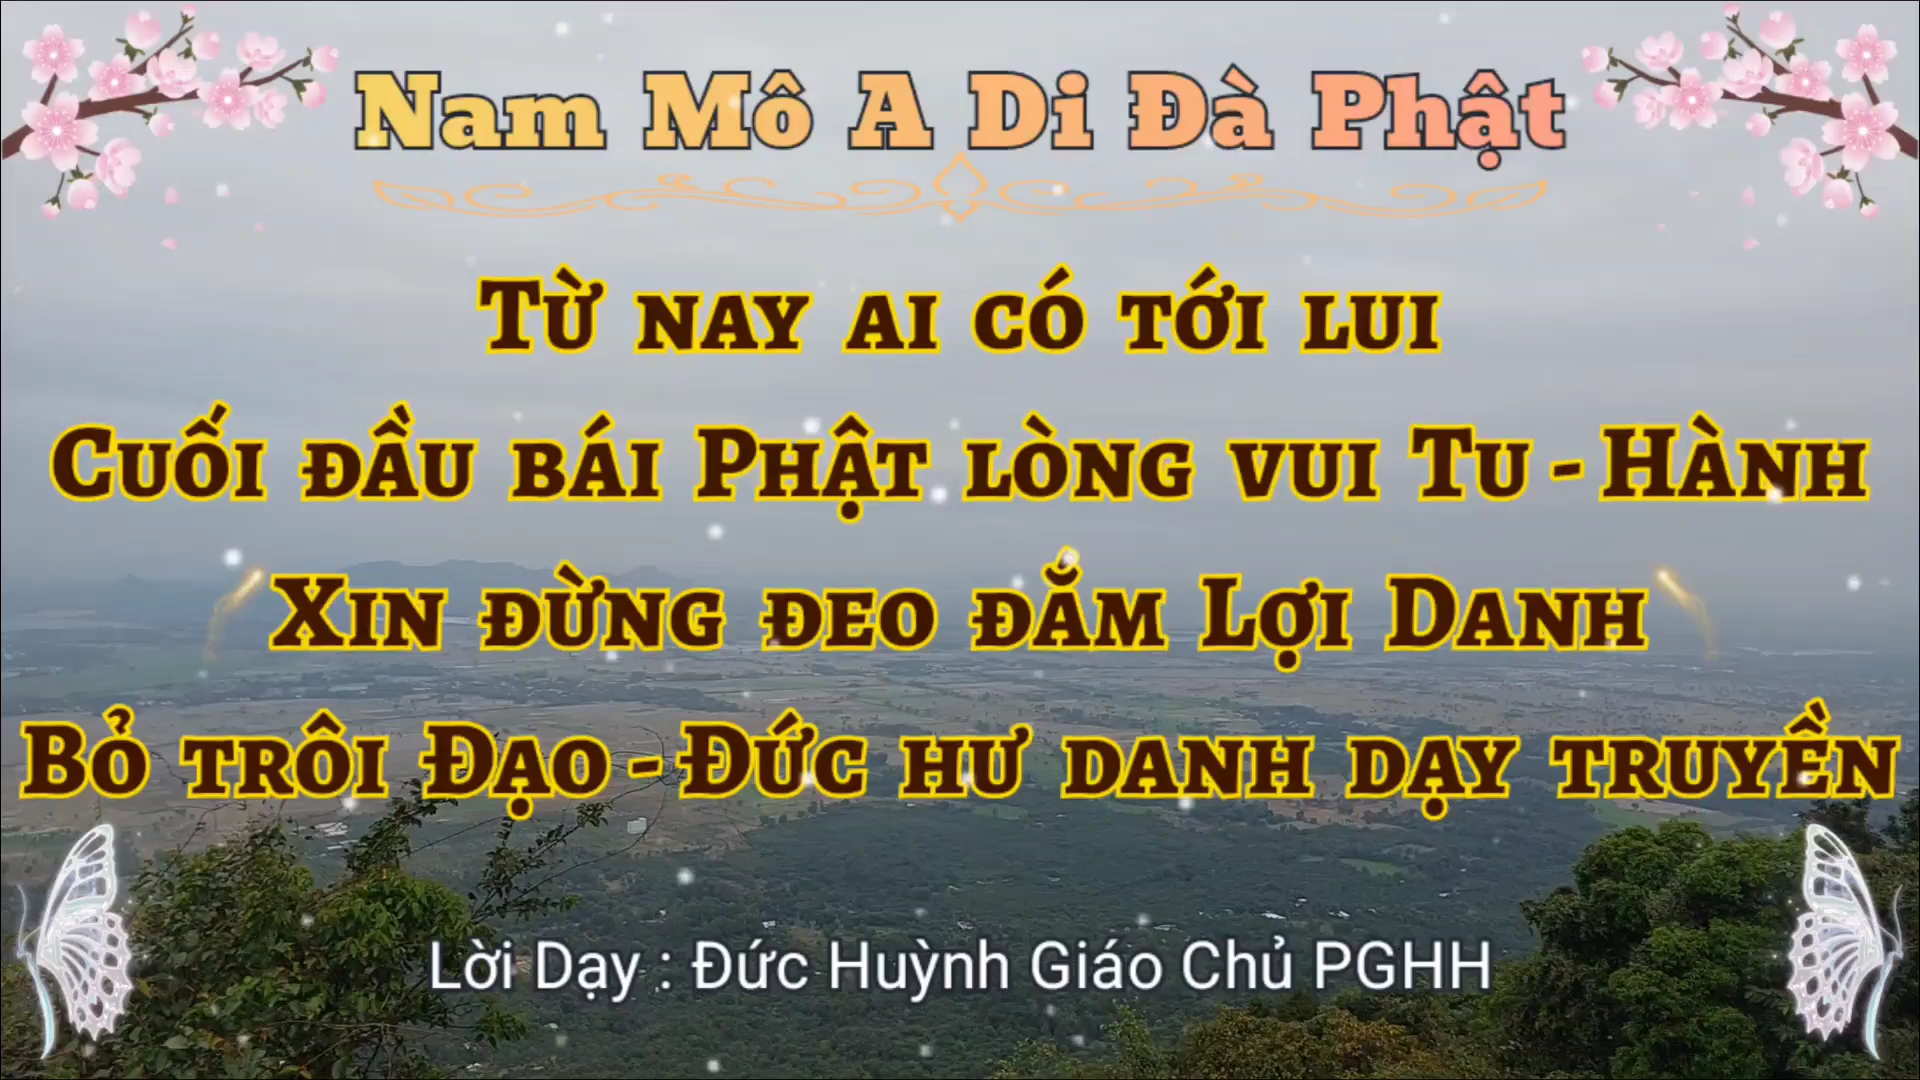 Nam Mô A Di Đà Phật
Từ nay ai có tới lui
Cuối đầu bái Phật lòng vui Tu - Hành
Xin đừng đeo đắm Lợi Danh
Bỏ trôi Đạo - Đức hư danh dạy truyền
Lời Dạy : Đức Huỳnh Giáo Chủ PGHH